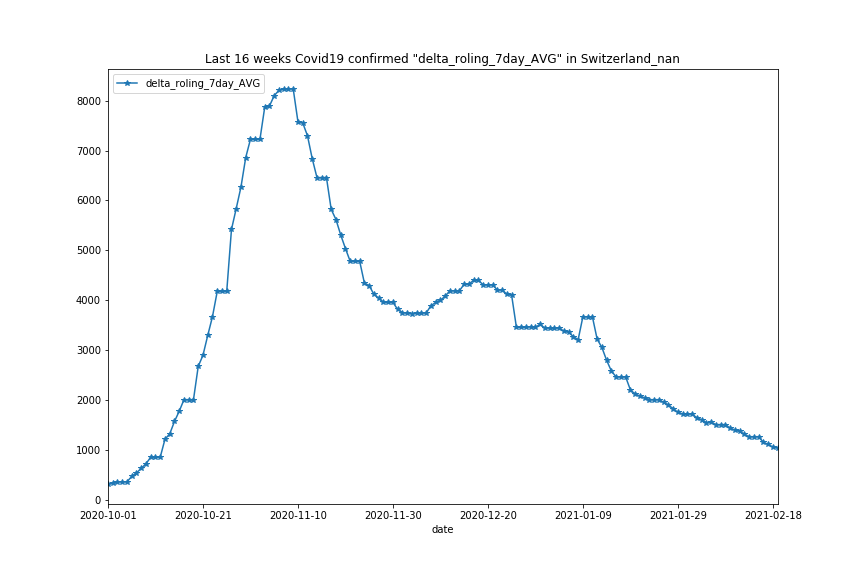 Last 16 weeks Covid19 confirmed "delta_roling_7day_AVG" in Switzerland_nan
delta_roling_7day_AVG
8000
7000
6000
5000
4000
3000
2000
1000
0
2020-10-01 2020-10-21 2020-11-10 2020-11-30 2020-12-20 2021-01-09 2021-01-29 2021-02-18
date